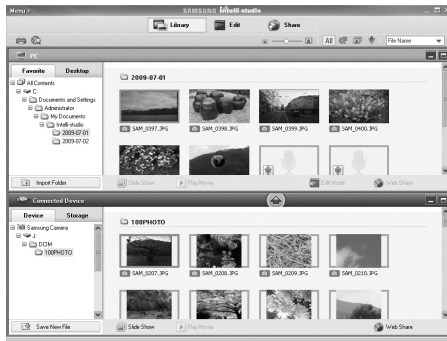 Menu »
SAMSUNG intelli-studio
Library Edit Share
All File Name
PC
Favorite Desktop
All Contents
C:
Documents and Settings
Administrator
My Documents
Intelli-studio
2009-07-01
2009-07-02
2009-07-01
SAM_0397.JPG SAM_0398.JPG SAM_0399.JPG SAM_0400.JPG
Import Folder Slide Show Play Movie Edit Mode Web Share
Connected Device
Device Storage
Samsung Camera
J:
DCIM
100PHOTO
100PHOTO
SAM_0207.JPG SAM_0208.JPG SAM_0209.JPG SAM_0210.JPG
Save New File Slide Show Play Movie Web Share